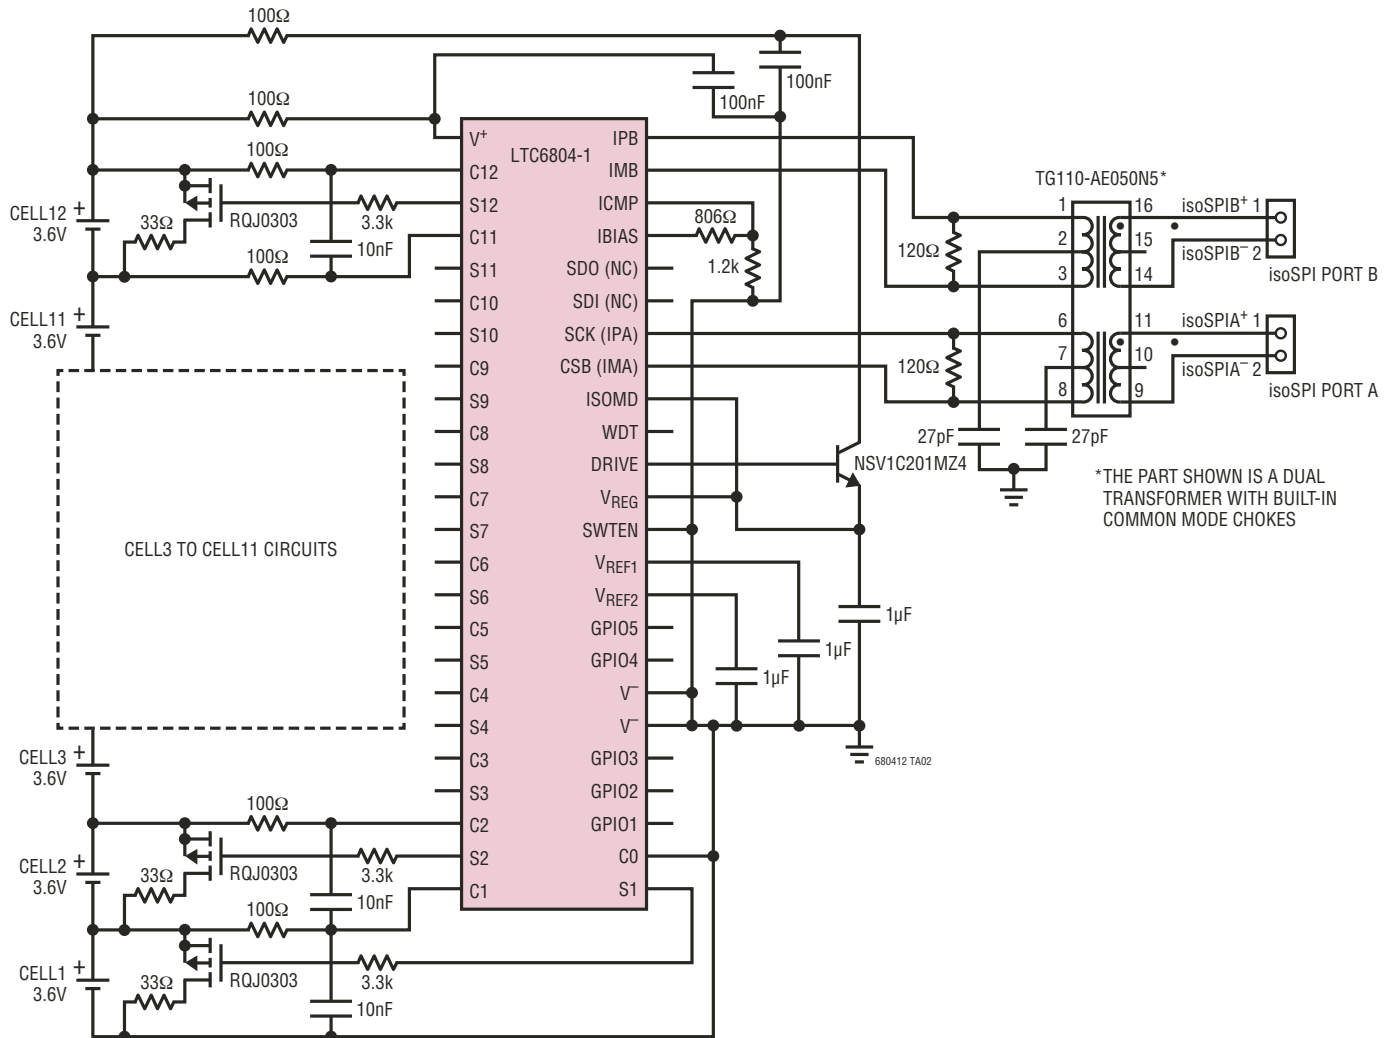 100Ω
100nF
100nF
100Ω
V+
IPB
LTC6804-1
100Ω
C12
IMB
TG110-AE050N5*
CELL12 +
3.6V
33Ω
RQJ0303
3.3k
10nF
S12
ICMP
806Ω
C11
IBIAS
1.2k
100Ω
S11
SDO (NC)
C10
SDI (NC)
CELL11 +
3.6V
S10
SCK (IPA)
C9
CSB (IMA)
S9
ISOMD
C8
WDT
S8
DRIVE
C7
VREG
S7
SWTEN
C6
VREF1
S6
VREF2
C5
GPIO5
S5
GPIO4
C4
V–
S4
V–
C3
GPIO3
S3
GPIO2
C2
GPIO1
S2
C0
C1
S1
120Ω
1
2
3
16
15
14
isoSPIB+ 1
isoSPIB– 2
isoSPI PORT B
120Ω
6
7
8
11
10
9
isoSPIA+ 1
isoSPIA– 2
isoSPI PORT A
27pF
27pF
NSV1C201MZ4
*THE PART SHOWN IS A DUAL
TRANSFORMER WITH BUILT-IN
COMMON MODE CHOKES
CELL3 TO CELL11 CIRCUITS
1µF
1µF
1µF
680412 TA02
CELL3 +
3.6V
100Ω
CELL2 +
3.6V
33Ω
RQJ0303
3.3k
10nF
100Ω
CELL1 +
3.6V
33Ω
RQJ0303
3.3k
10nF